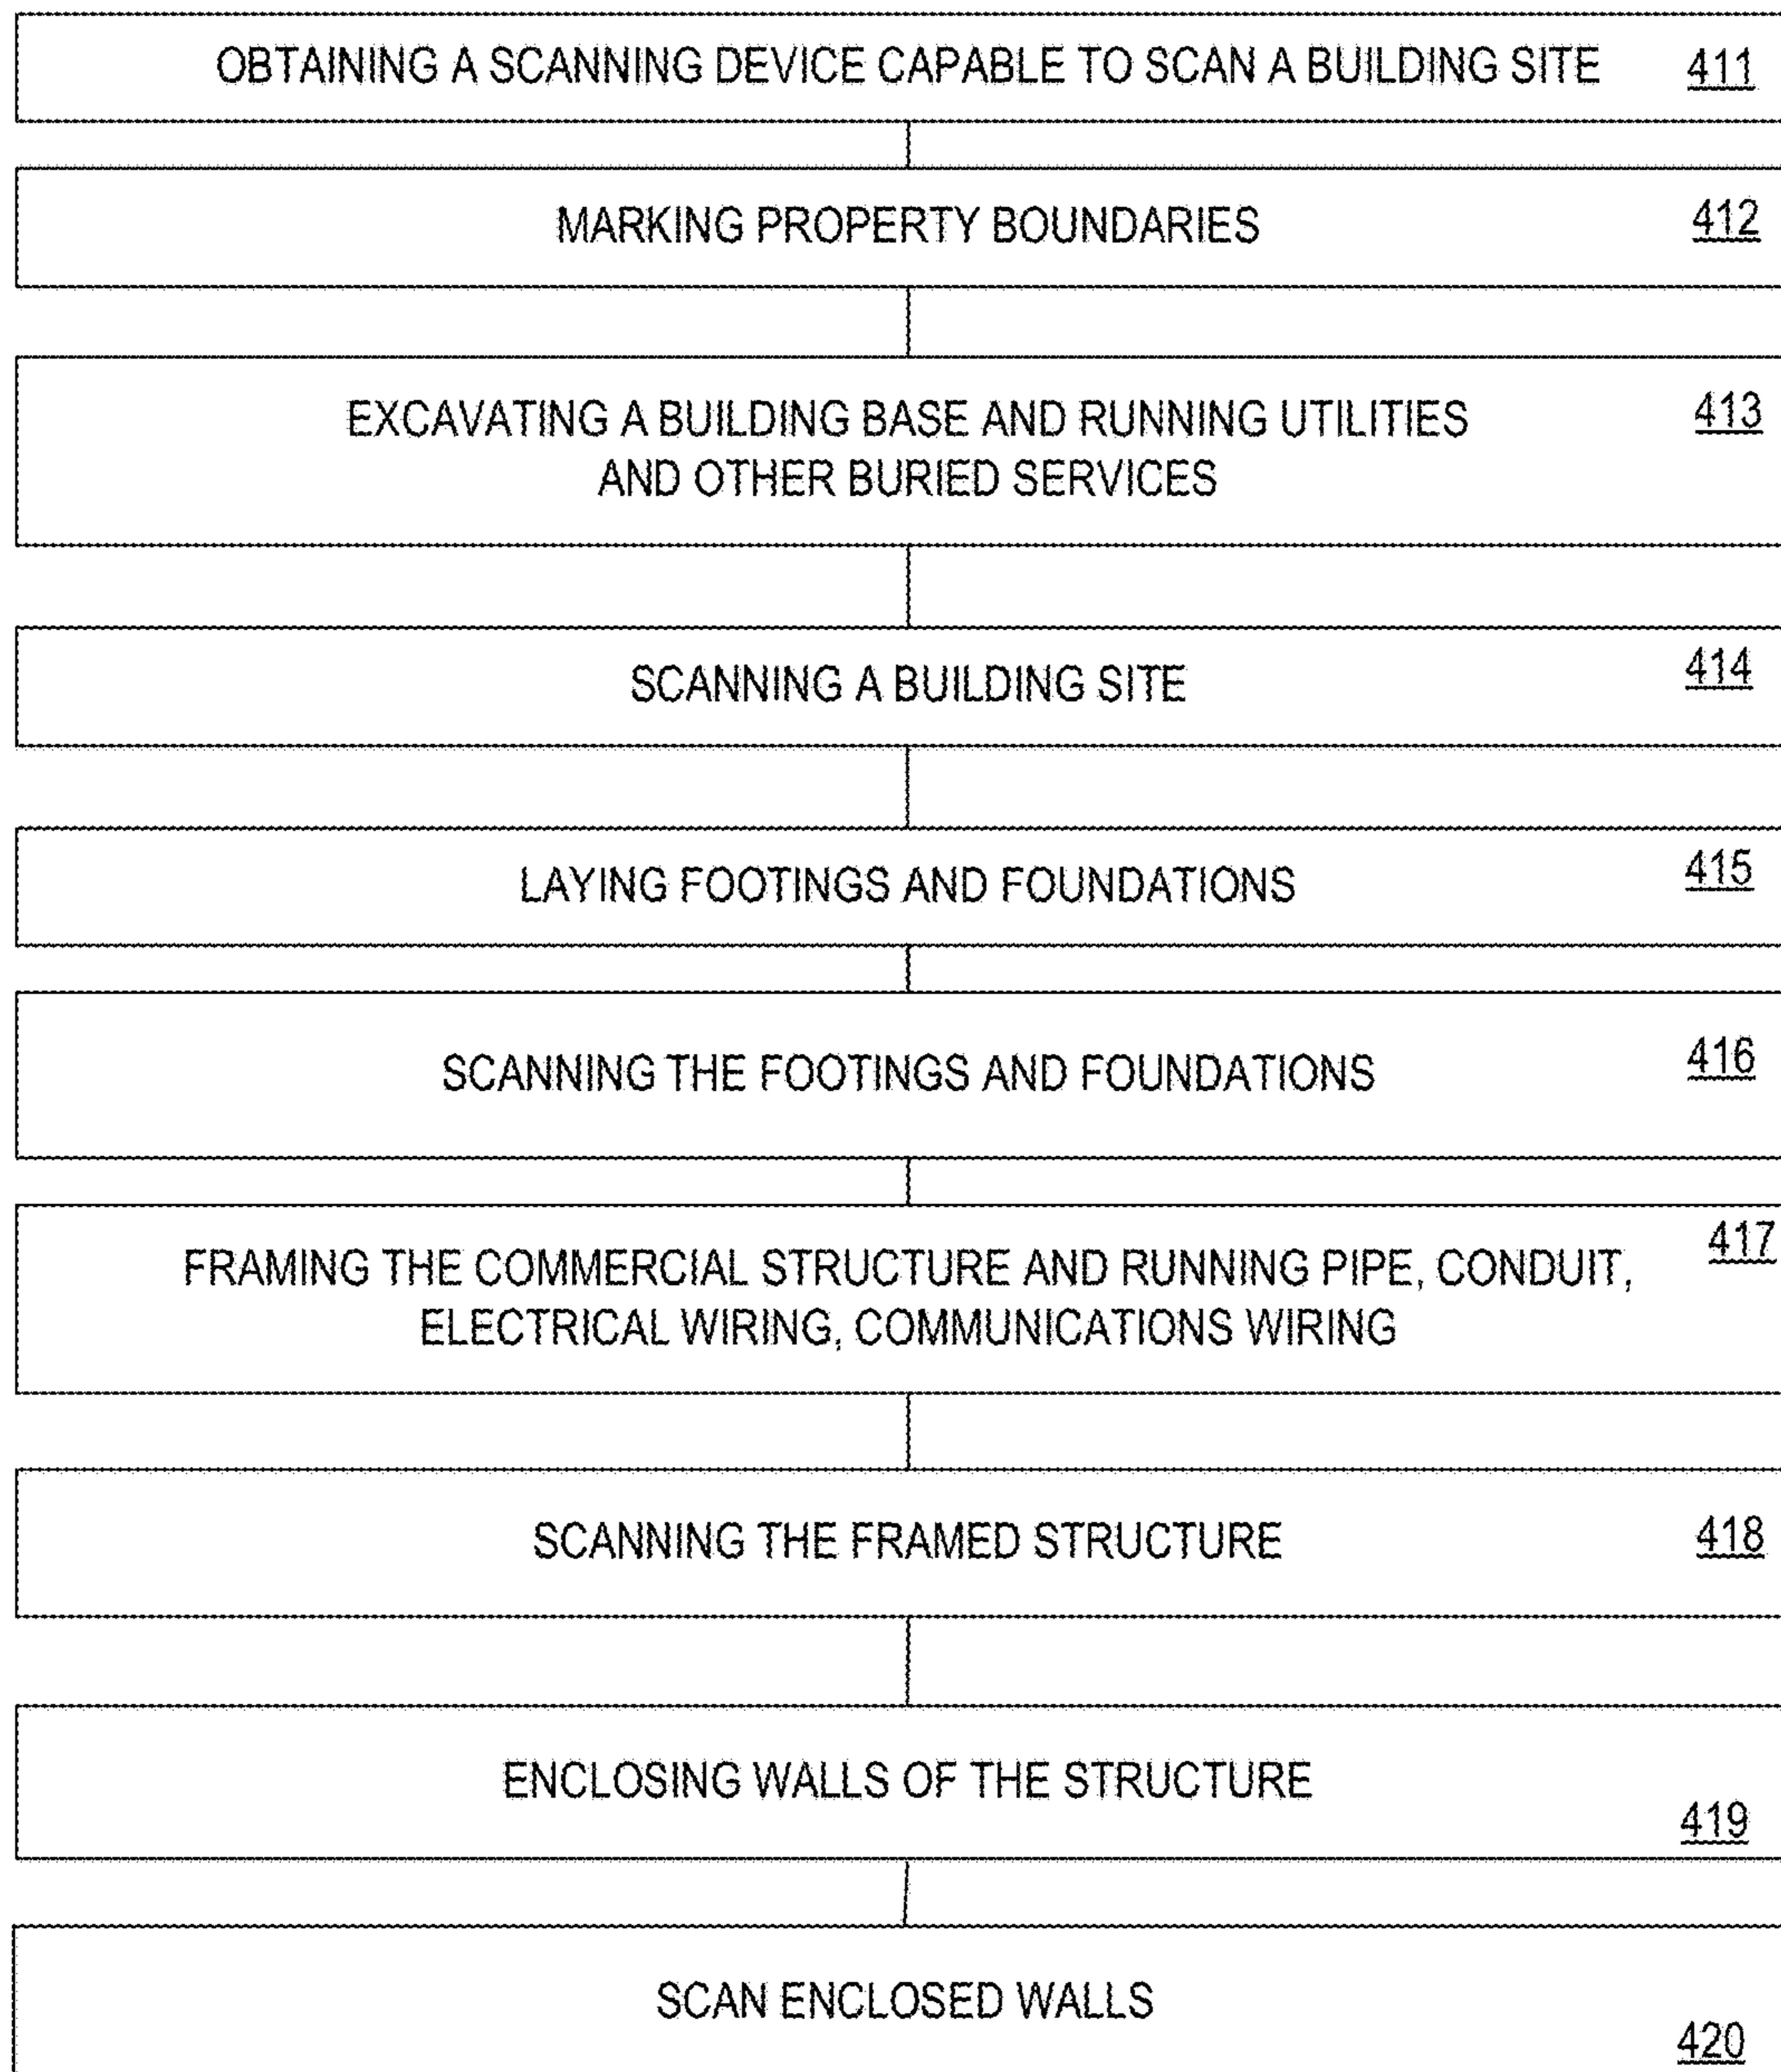 OBTAINING A SCANNING DEVICE CAPABLE TO SCAN A BUILDING SITE 411
MARKING PROPERTY BOUNDARIES 412
EXCAVATING A BUILDING BASE AND RUNNING UTILITIES 413
AND OTHER BURIED SERVICES
SCANNING A BUILDING SITE 414
LAYING FOOTINGS AND FOUNDATIONS 415
SCANNING THE FOOTINGS AND FOUNDATIONS 416
FRAMING THE COMMERCIAL STRUCTURE AND RUNNING PIPE, CONDUIT, 417
ELECTRICAL WIRING, COMMUNICATIONS WIRING
SCANNING THE FRAMED STRUCTURE 418
ENCLOSING WALLS OF THE STRUCTURE
419
SCAN ENCLOSED WALLS
420